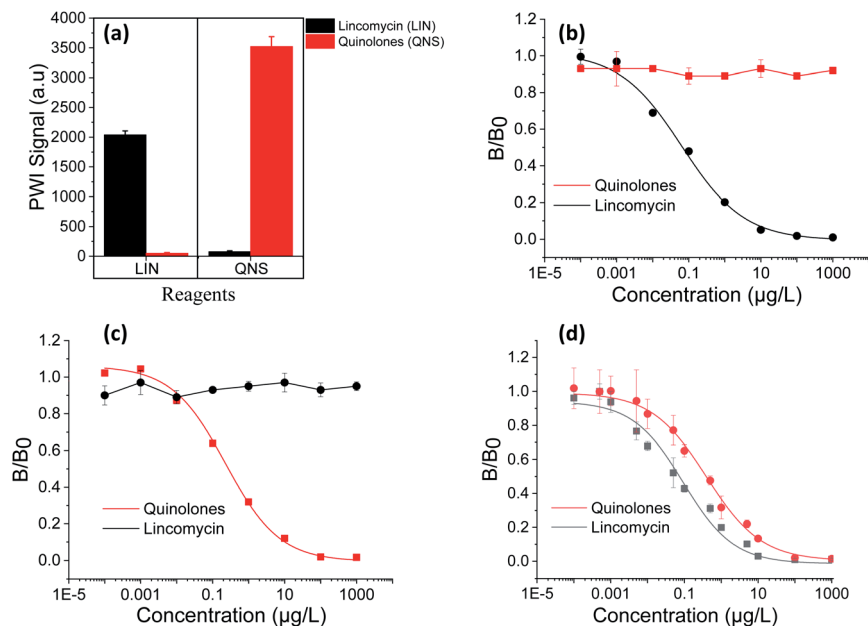 (a)
Lincomycin (LIN)
Quinolones (QNS)
4000
3500
3000
2500
2000
1500
1000
500
0
PWI Signal (a.u)
LIN QNS
Reagents
(b)
1.2
1.0
0.8
0.6
0.4
0.2
0.0
B/B0
Quinolones
Lincomycin
1E-5 0.001 0.1 10 1000
Concentration (µg/L)
(c)
1.2
1.0
0.8
0.6
0.4
0.2
0.0
B/B0
Quinolones
Lincomycin
1E-5 0.001 0.1 10 1000
Concentration (µg/L)
(d)
1.2
1.0
0.8
0.6
0.4
0.2
0.0
B/B0
Quinolones
Lincomycin
1E-5 0.001 0.1 10 1000
Concentration (µg/L)